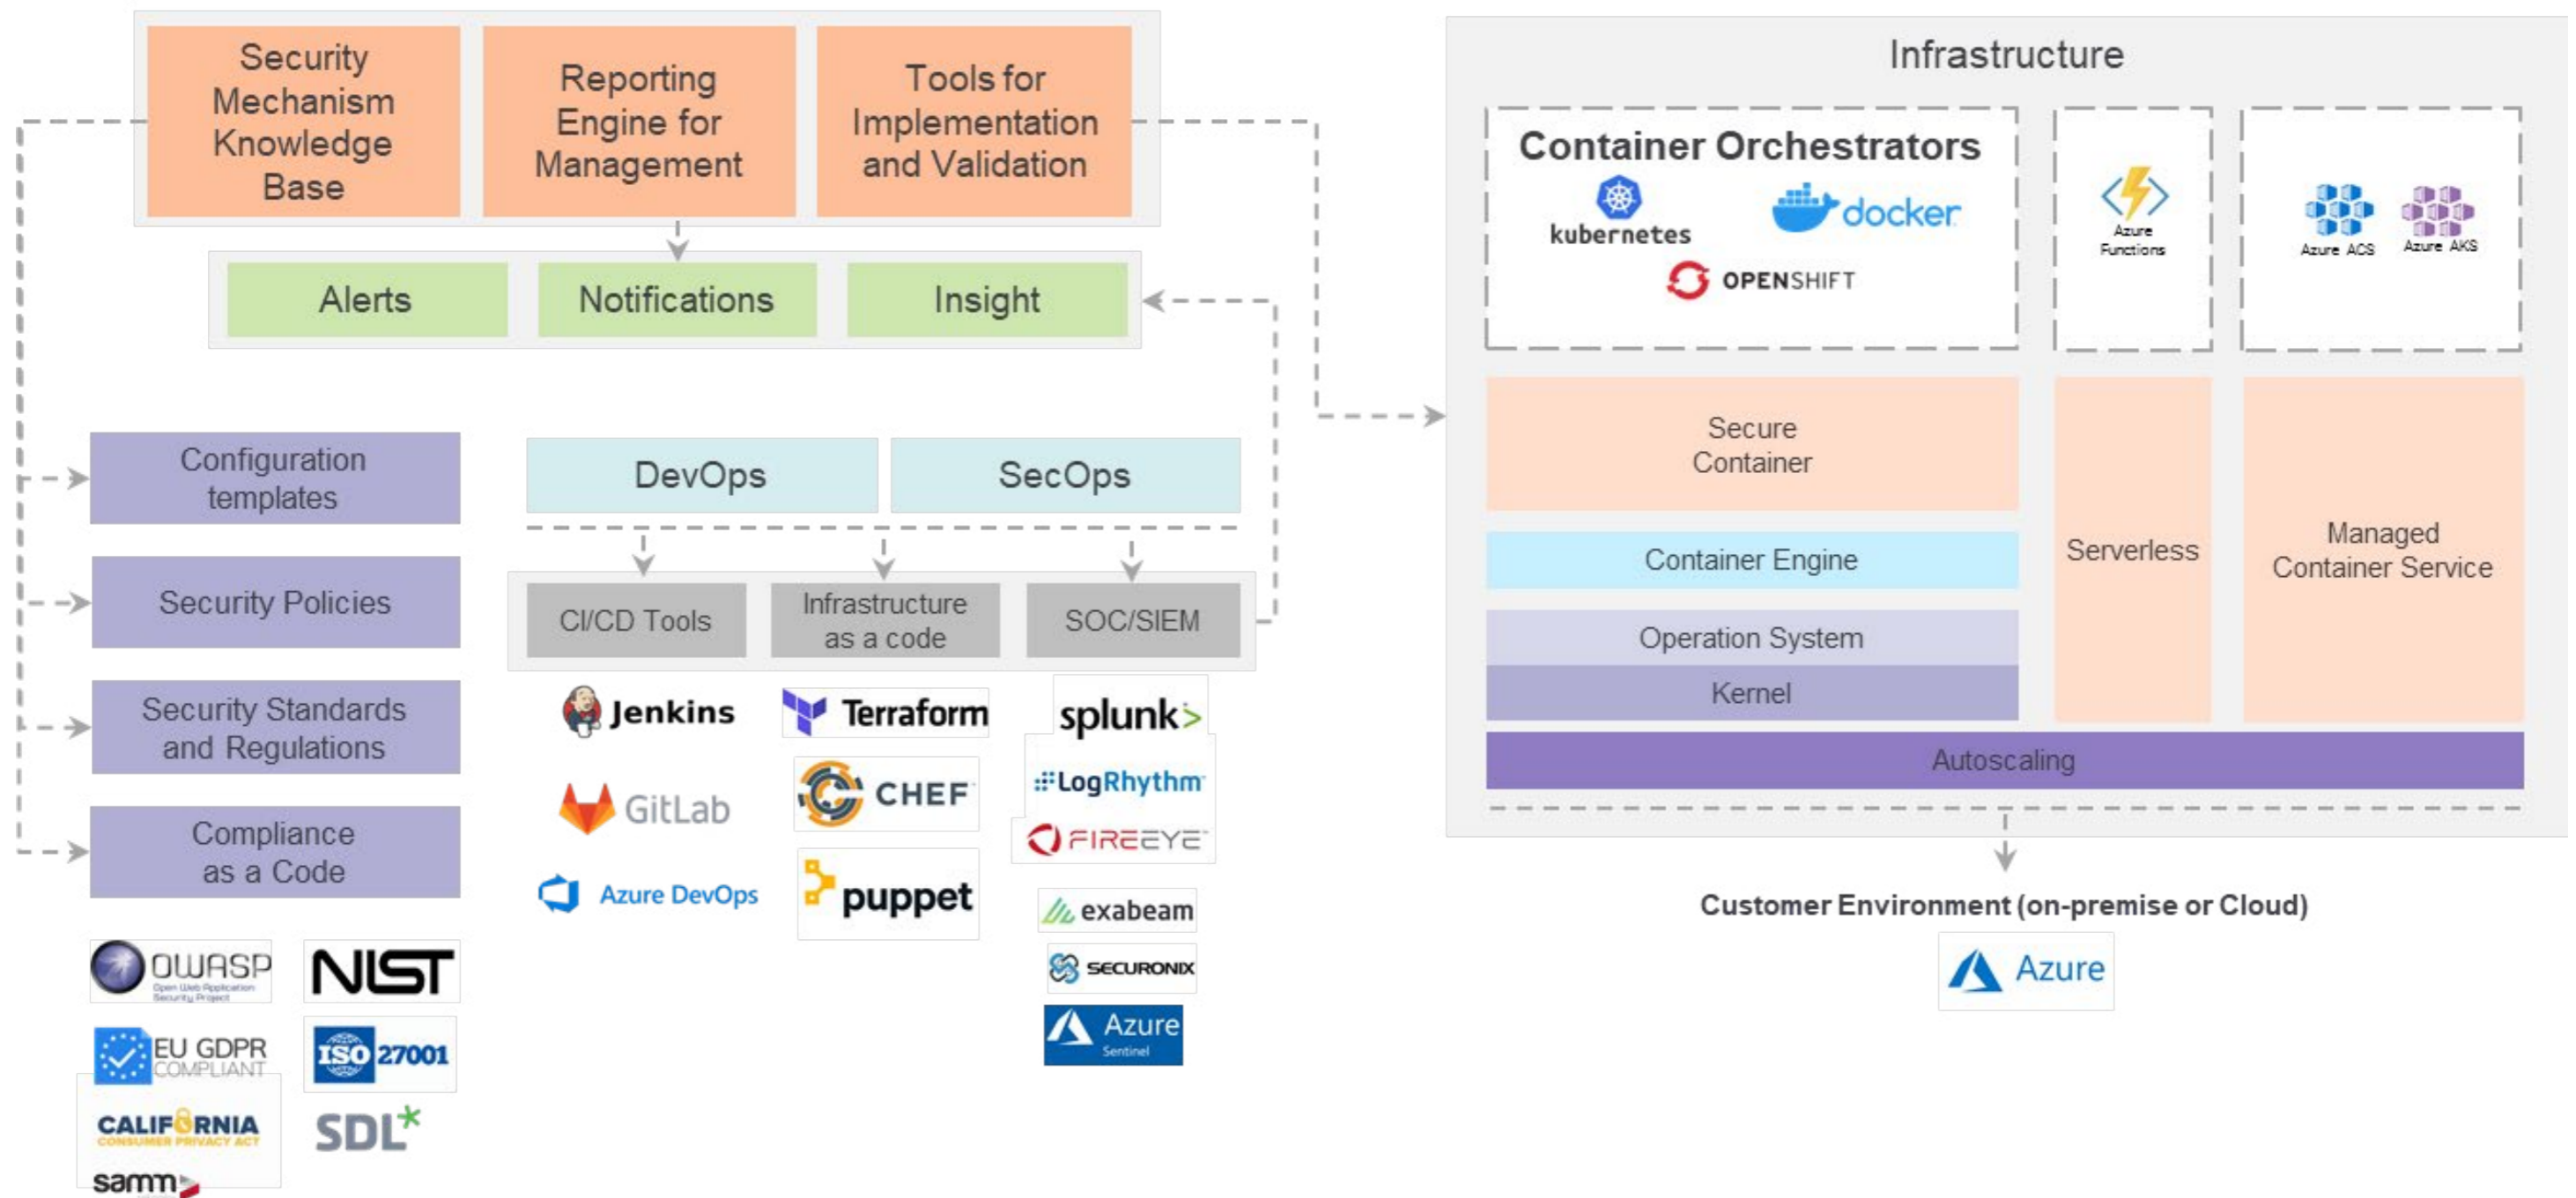 Security
Mechanism
Knowledge
Base
Reporting
Engine for
Management
Tools for
Implementation
and Validation
Alerts
Notifications
Insight
Configuration
templates
Security Policies
Security Standards
and Regulations
Compliance
as a Code
OWASP
Open Web Application
Security Project
NIST
EU GDPR
COMPLIANT
ISO 27001
CALIFORNIA
CONSUMER PRIVACY ACT
SDL*
samm
DevOps
SecOps
CI/CD Tools
Infrastructure
as a code
SOC/SIEM
Jenkins
GitLab
Azure DevOps
Terraform
CHEF
puppet
splunk>
LogRhythm
FIREEYE
exabeam
SECURONIX
Azure
Sentinel
Infrastructure
Container Orchestrators
kubernetes
docker
OPENSHIFT
Azure
Functions
Azure ACS
Azure AKS
Secure
Container
Container Engine
Operation System
Kernel
Serverless
Managed
Container Service
Autoscaling
Customer Environment (on-premise or Cloud)
Azure